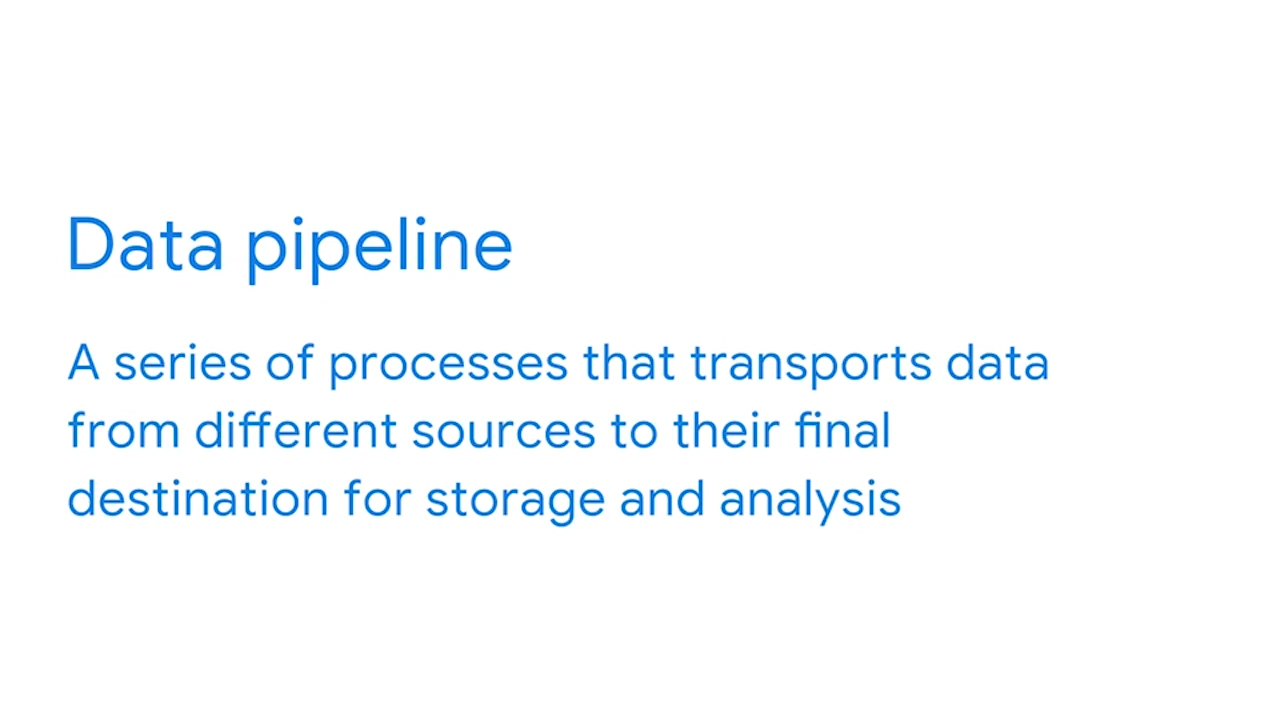 Data pipeline
A series of processes that transports data
from different sources to their final
destination for storage and analysis